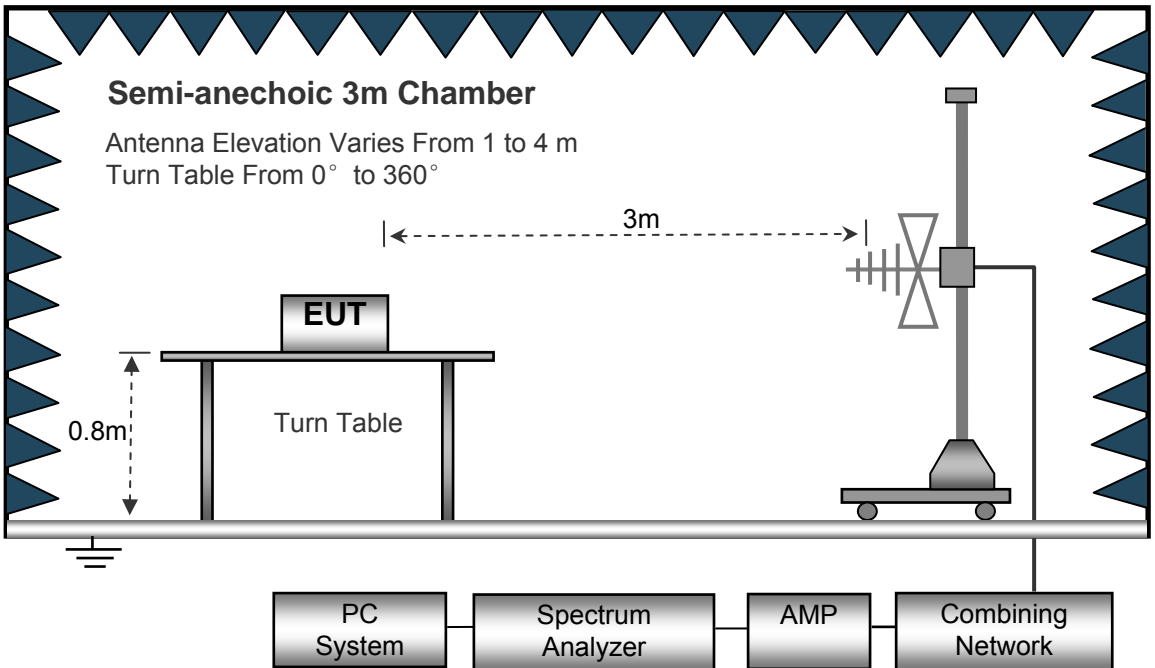 Semi-anechoic 3m Chamber
Antenna Elevation Varies From 1 to 4 m
Turn Table From 0° to 360°
3m
EUT
0.8m
Turn Table
PC
System
Spectrum
Analyzer
AMP
Combining
Network